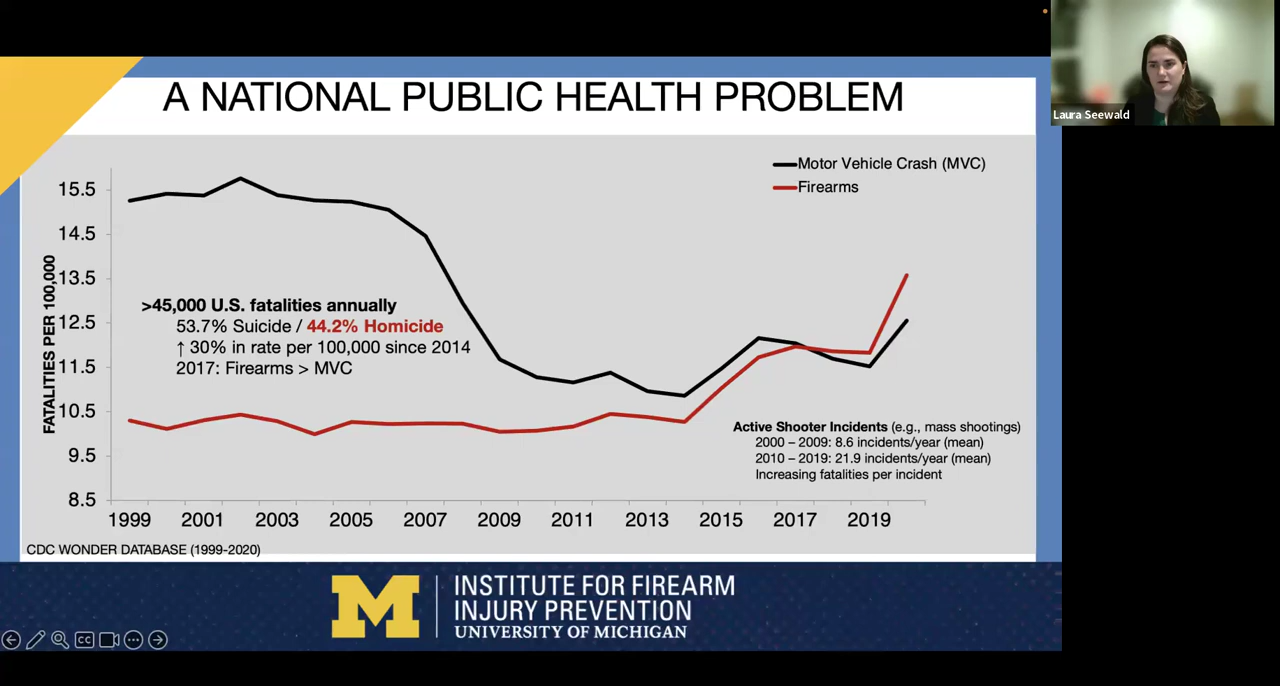 A NATIONAL PUBLIC HEALTH PROBLEM
Laura Seewald
Motor Vehicle Crash (MVC)
Firearms
FATALITIES PER 100,000
15.5
14.5
13.5
12.5
11.5
10.5
9.5
8.5
>45,000 U.S. fatalities annually
53.7% Suicide / 44.2% Homicide
↑ 30% in rate per 100,000 since 2014
2017: Firearms > MVC
Active Shooter Incidents (e.g., mass shootings)
2000 – 2009: 8.6 incidents/year (mean)
2010 – 2019: 21.9 incidents/year (mean)
Increasing fatalities per incident
1999 2001 2003 2005 2007 2009 2011 2013 2015 2017 2019
CDC WONDER DATABASE (1999-2020)
M
INSTITUTE FOR FIREARM
INJURY PREVENTION
UNIVERSITY OF MICHIGAN
CC